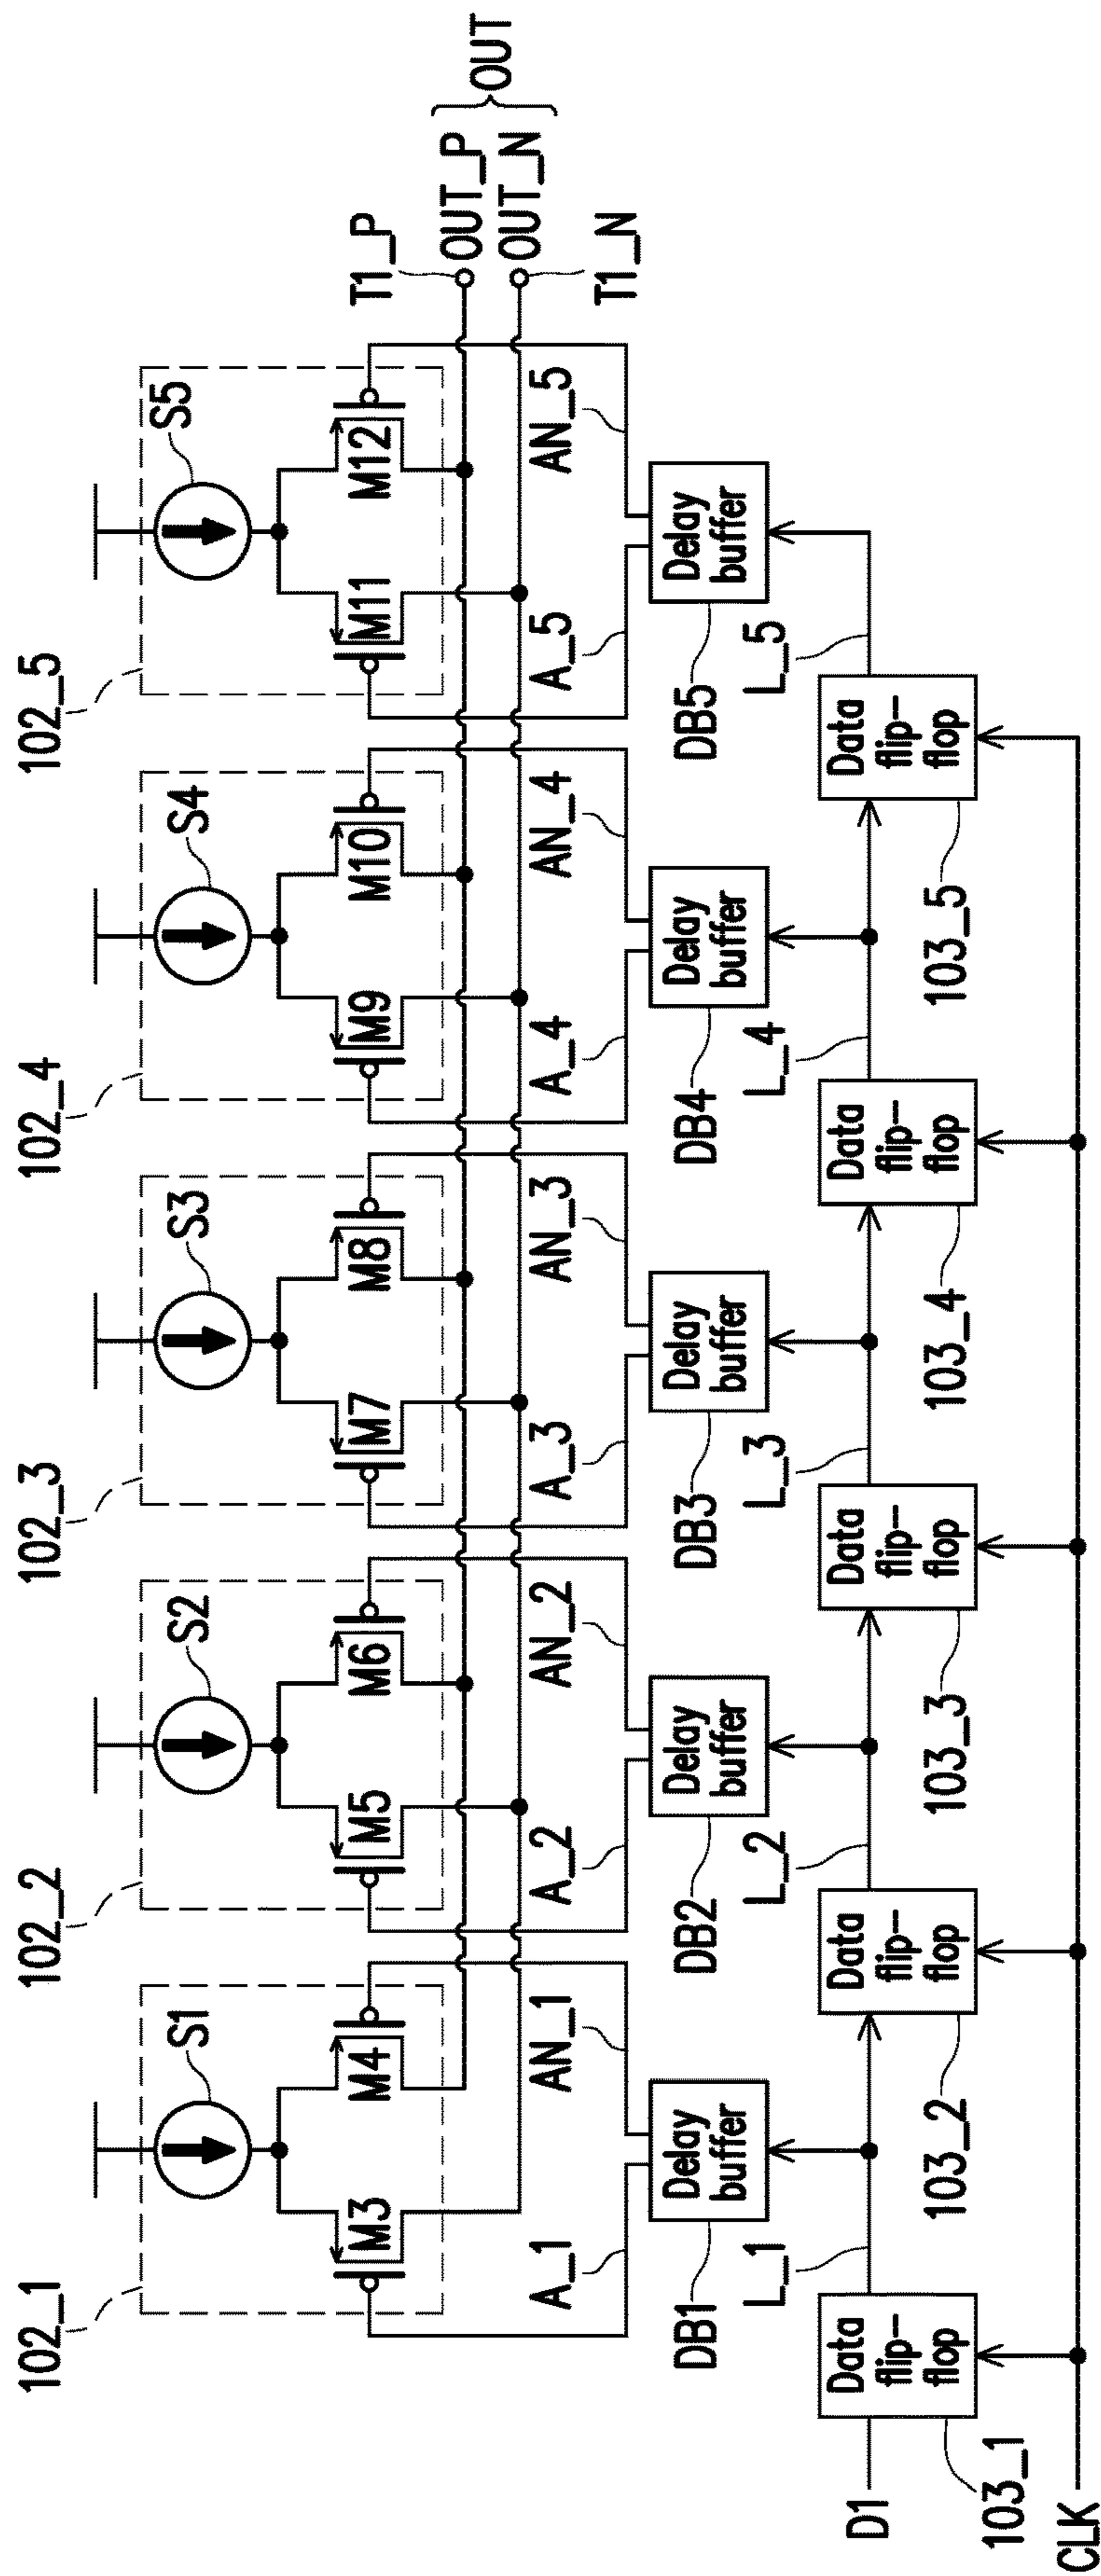 102_1
102_2
102_3
102_4
102_5
S1
S2
S3
S4
S5
M3
M4
M5
M6
M7
M8
M9
M10
M11
M12
T1_P
OUT_P
OUT_N
OUT
T1_N
A_1
AN_1
A_2
AN_2
A_3
AN_3
A_4
AN_4
A_5
AN_5
Delay
buffer
Delay
buffer
Delay
buffer
Delay
buffer
Delay
buffer
DB1
DB2
DB3
DB4
DB5
L_1
L_2
L_3
L_4
L_5
D1
Data
flip-
flop
Data
flip-
flop
Data
flip-
flop
Data
flip-
flop
Data
flip-
flop
103_1
103_2
103_3
103_4
103_5
CLK